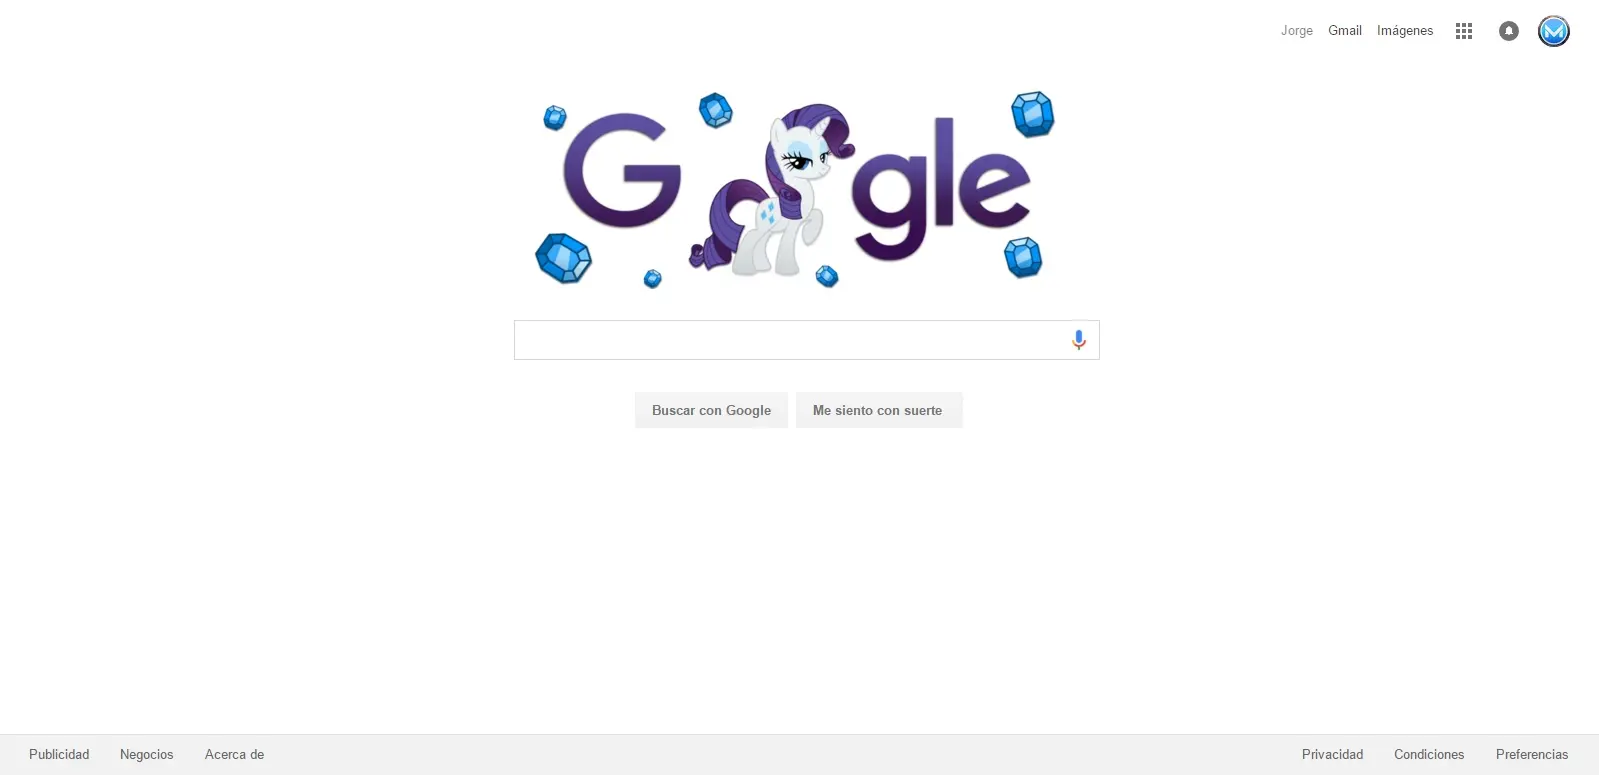 Jorge Gmail Imágenes
G gle
Buscar con Google Me siento con suerte
Publicidad Negocios Acerca de Privacidad Condiciones Preferencias